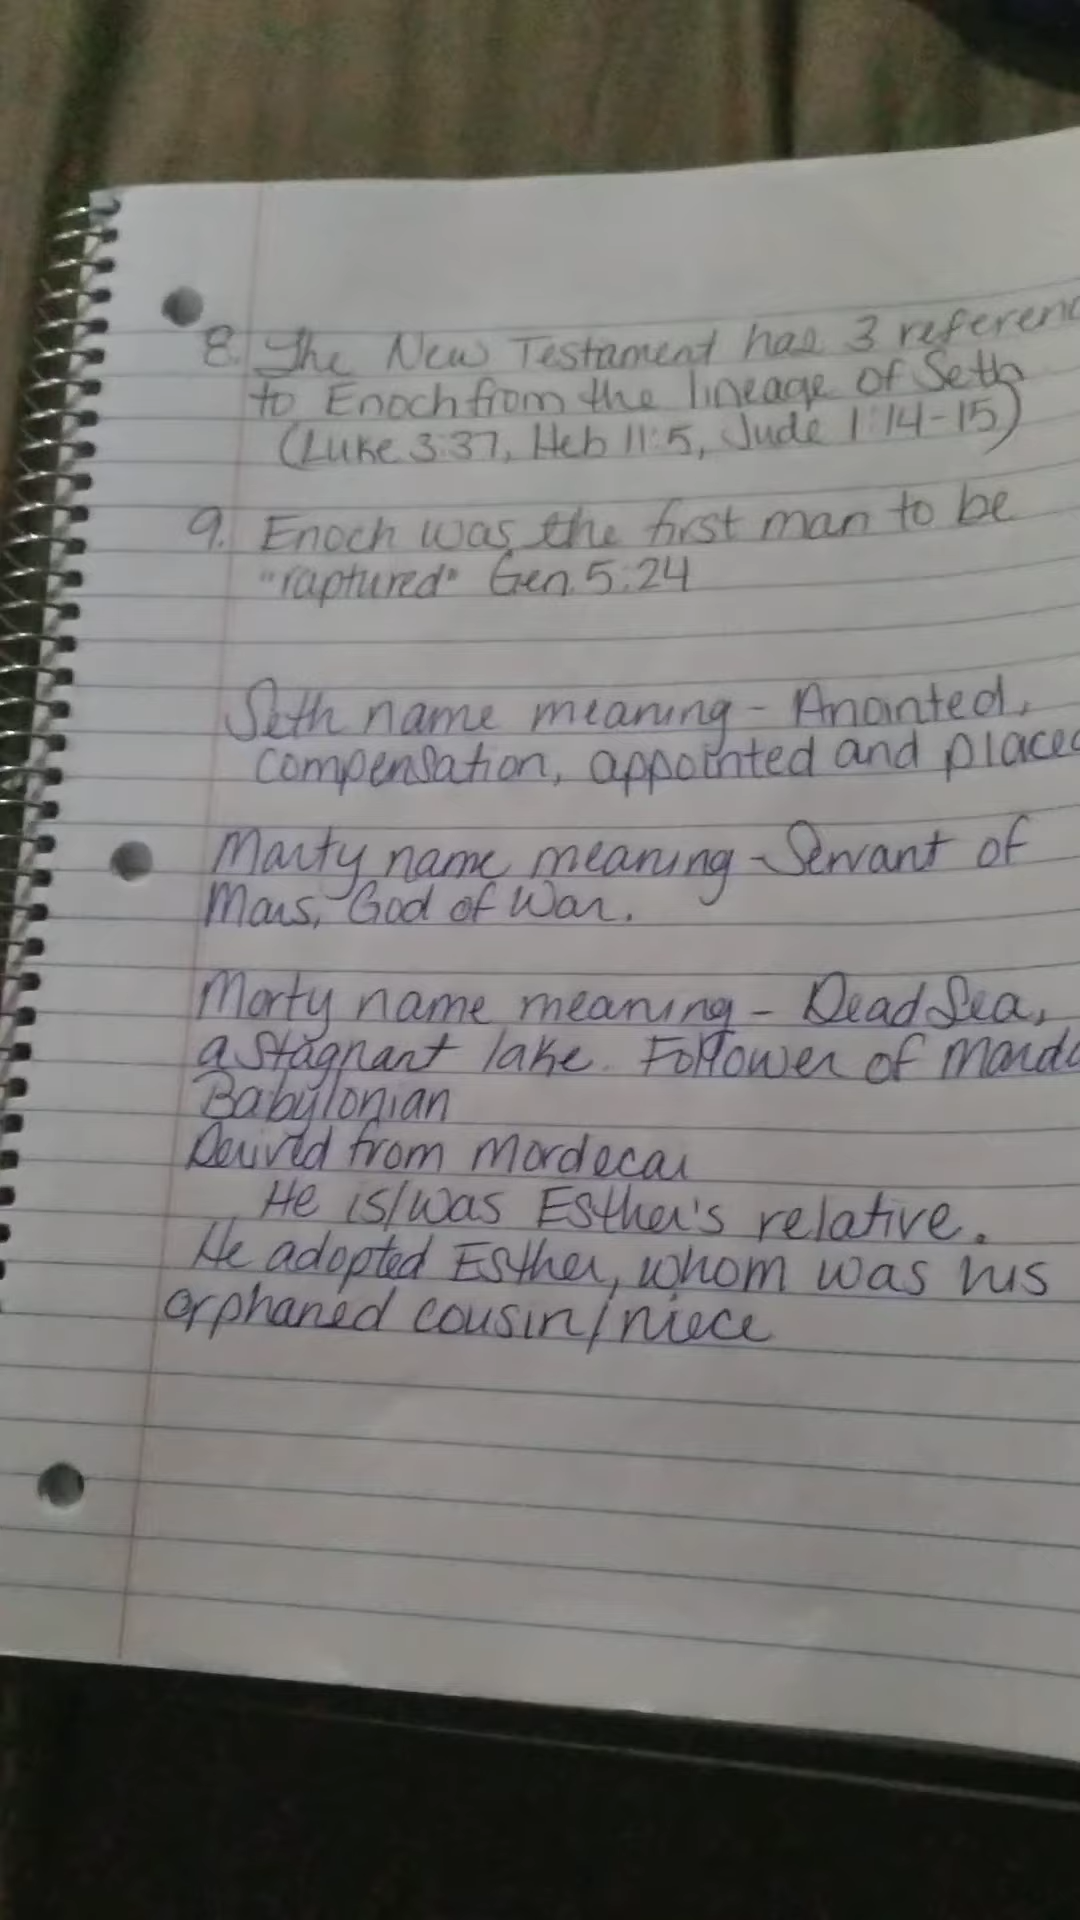 8. The New Testament has 3 referenc
to Enoch from the lineage of Seth
(Luke 3:37, Heb 11:5, Jude 1:14-15)
9. Enoch was the first man to be
"raptured" Gen. 5:24
Seth name meaning - Anointed,
compensation, appointed and placed
Marty name meaning - Servant of
Mars, God of War.
Morty name meaning - Dead Sea,
a stagnant lake. Follower of Mardu
Babylonian
Derived from Mordecai
He is/was Esther's relative.
He adopted Esther, whom was his
orphaned cousin/niece